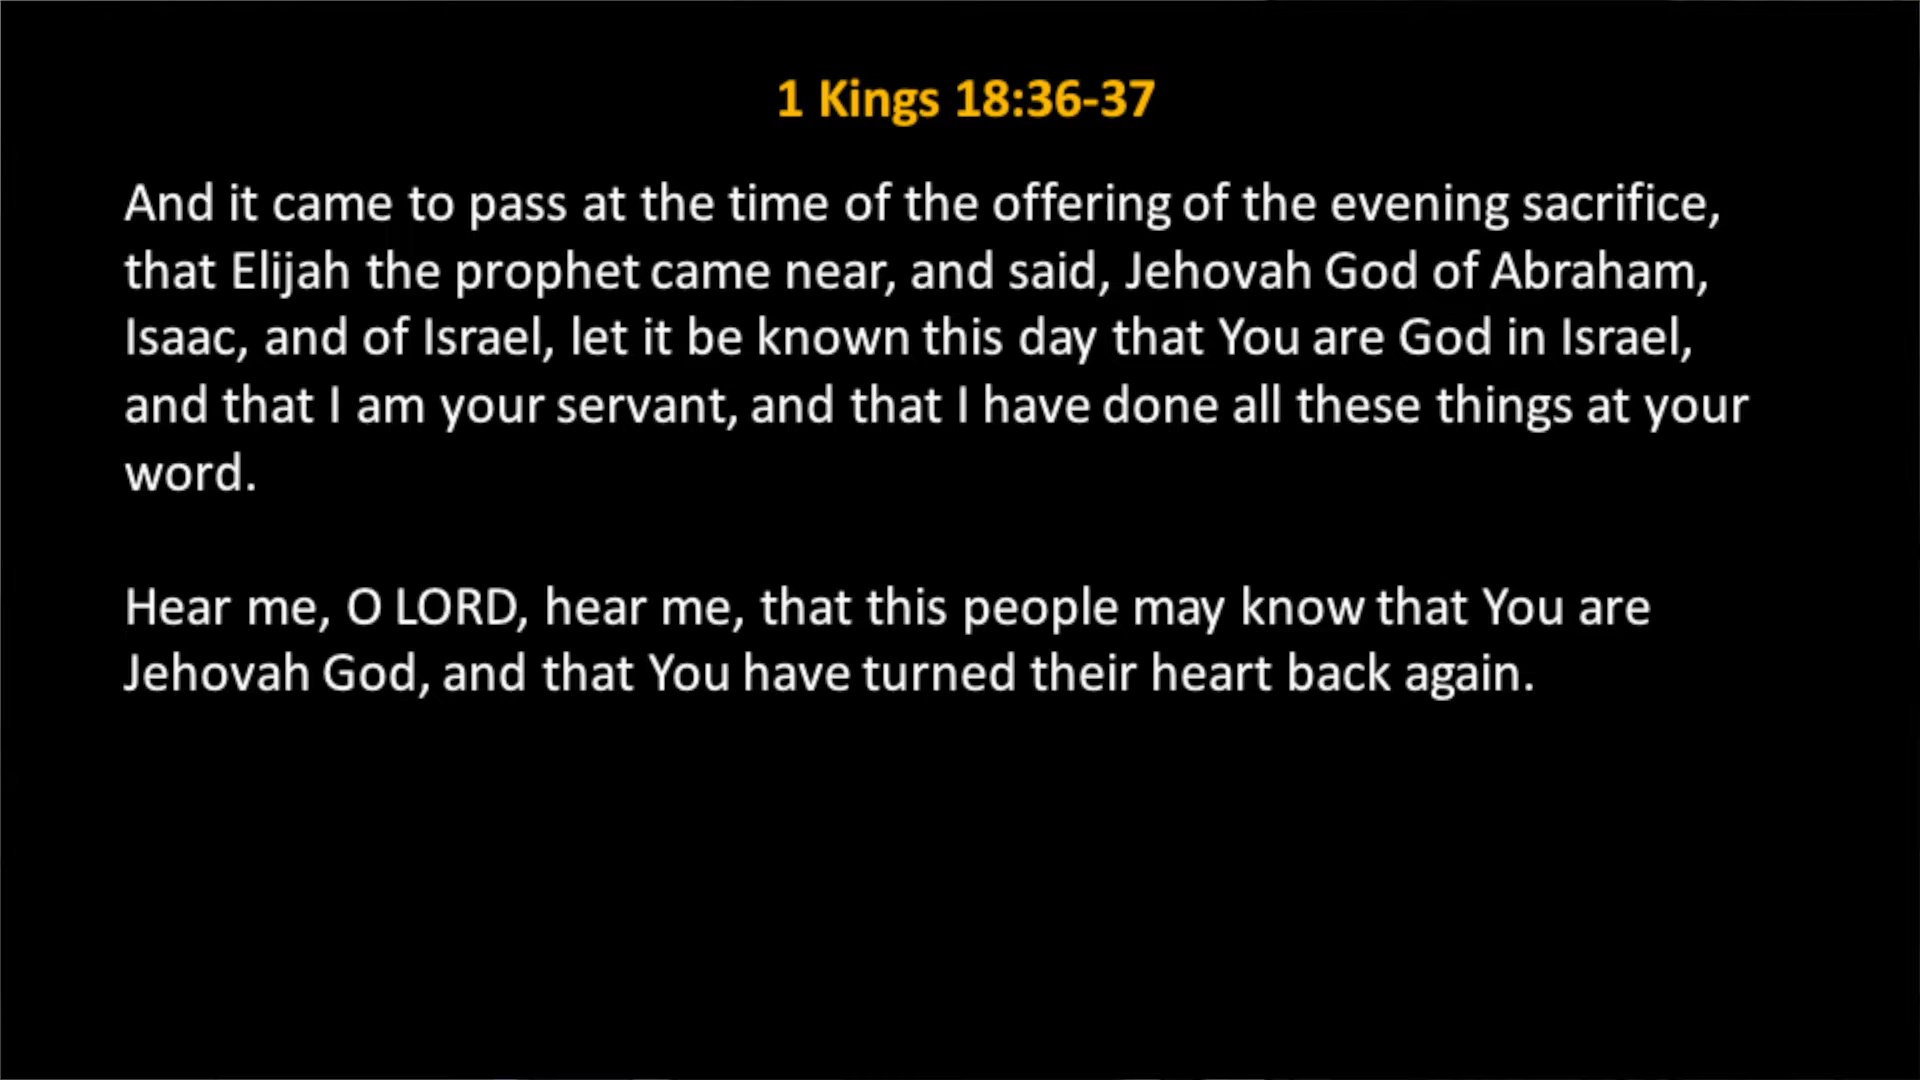 1 Kings 18:36-37
And it came to pass at the time of the offering of the evening sacrifice,
that Elijah the prophet came near, and said, Jehovah God of Abraham,
Isaac, and of Israel, let it be known this day that You are God in Israel,
and that I am your servant, and that I have done all these things at your
word.
Hear me, O LORD, hear me, that this people may know that You are
Jehovah God, and that You have turned their heart back again.